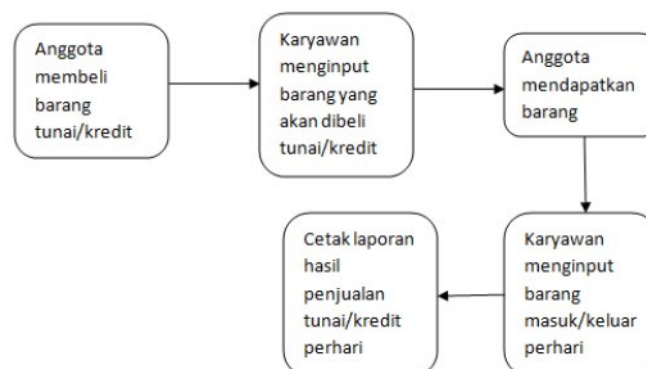 Anggota
membeli
barang
tunai/kredit
Karyawan
menginput
barang yang
akan dibeli
tunai/kredit
Anggota
mendapatkan
barang
Karyawan
menginput
barang
masuk/keluar
perhari
Cetak laporan
hasil
penjualan
tunai/kredit
perhari